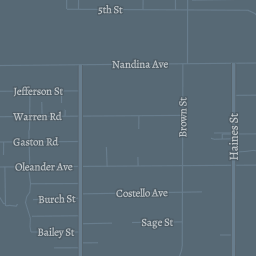 5th St
Nandina Ave
Jefferson St
Brown St
Warren Rd
Haines St
Gaston Rd
Oleander Ave
Costello Ave
Burch St
Sage St
Bailey St